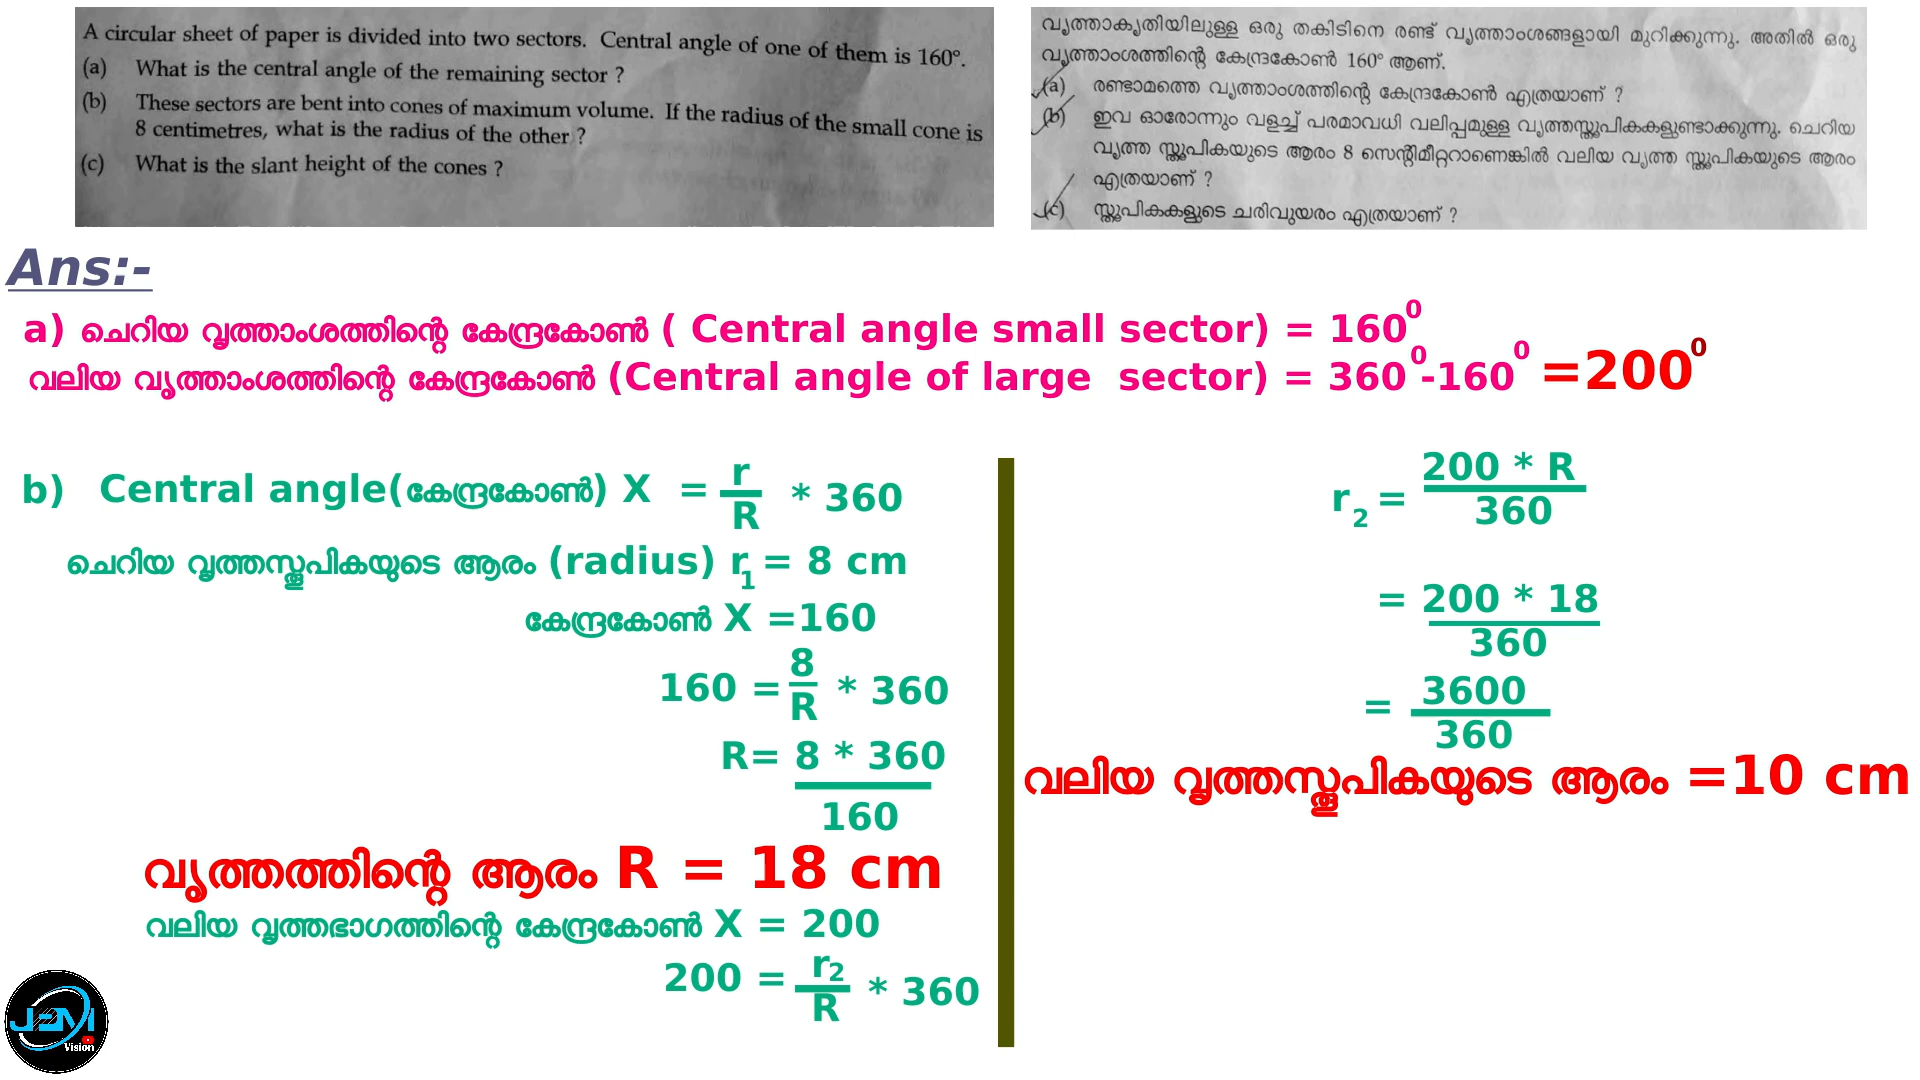 A circular sheet of paper is divided into two sectors. Central angle of one of them is 160°.
(a) What is the central angle of the remaining sector ?
(b) These sectors are bent into cones of maximum volume. If the radius of the small cone is
8 centimetres, what is the radius of the other ?
(c) What is the slant height of the cones ?
വൃത്താകൃതിയിലുള്ള ഒരു തകിടിനെ രണ്ട് വൃത്താംശങ്ങളായി മുറിക്കുന്നു. അതിൽ ഒരു
വൃത്താംശത്തിന്റെ കേന്ദ്രകോൺ 160° ആണ്.
(a) രണ്ടാമത്തെ വൃത്താംശത്തിന്റെ കേന്ദ്രകോൺ എത്രയാണ് ?
(b) ഇവ ഓരോന്നും വളച്ച് പരമാവധി വലിപ്പമുള്ള വൃത്തസ്തൂപികകളുണ്ടാക്കുന്നു. ചെറിയ
വൃത്ത സ്തൂപികയുടെ ആരം 8 സെന്റീമീറ്ററാണെങ്കിൽ വലിയ വൃത്ത സ്തൂപികയുടെ ആരം
എത്രയാണ് ?
(c) സ്തൂപികകളുടെ ചരിവുയരം എത്രയാണ് ?
Ans:-
a) ചെറിയ വൃത്താംശത്തിന്റെ കേന്ദ്രകോൺ ( Central angle small sector) = 160⁰
വലിയ വൃത്താംശത്തിന്റെ കേന്ദ്രകോൺ (Central angle of large sector) = 360⁰-160⁰ =200⁰
b) Central angle(കേന്ദ്രകോൺ) X = r/R * 360
ചെറിയ വൃത്തസ്തൂപികയുടെ ആരം (radius) r₁ = 8 cm
കേന്ദ്രകോൺ X =160
160 = 8/R * 360
R= 8 * 360
160
വൃത്തത്തിന്റെ ആരം R = 18 cm
വലിയ വൃത്തഭാഗത്തിന്റെ കേന്ദ്രകോൺ X = 200
200 = r₂/R * 360
r₂ = 200 * R
360
= 200 * 18
360
= 3600
360
വലിയ വൃത്തസ്തൂപികയുടെ ആരം =10 cm
JEM
Vision